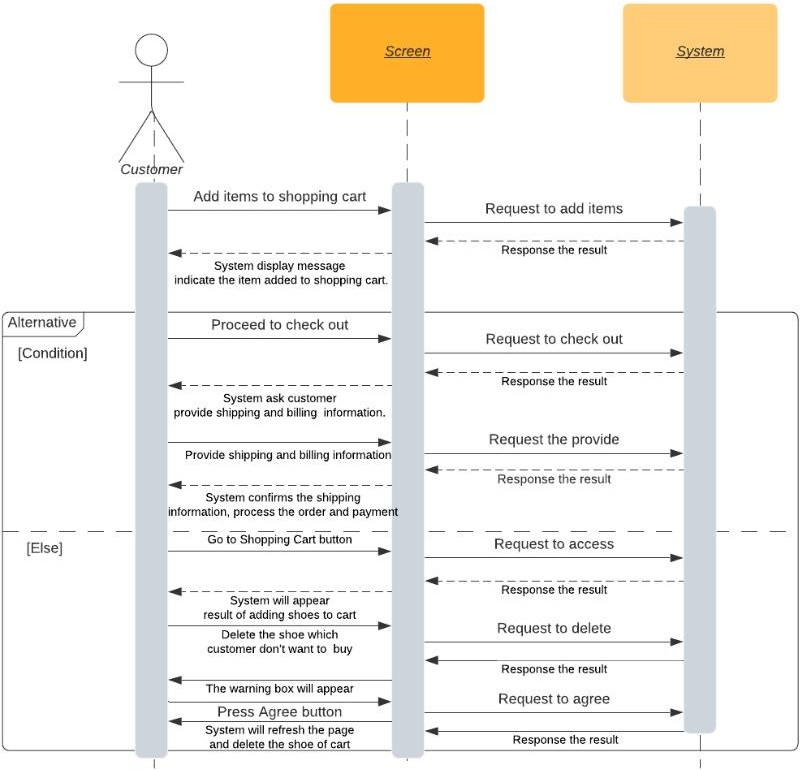 Screen
System
Customer
Add items to shopping cart
Request to add items
Response the result
System display message
indicate the item added to shopping cart.
Alternative
[Condition]
Proceed to check out
Request to check out
Response the result
System ask customer
provide shipping and billing information.
Request the provide
Provide shipping and billing information
Response the result
System confirms the shipping
information, process the order and payment
[Else]
Go to Shopping Cart button
Request to access
Response the result
System will appear
result of adding shoes to cart
Request to delete
Delete the shoe which
customer don't want to buy
Response the result
The warning box will appear
Request to agree
Press Agree button
System will refresh the page
and delete the shoe of cart
Response the result